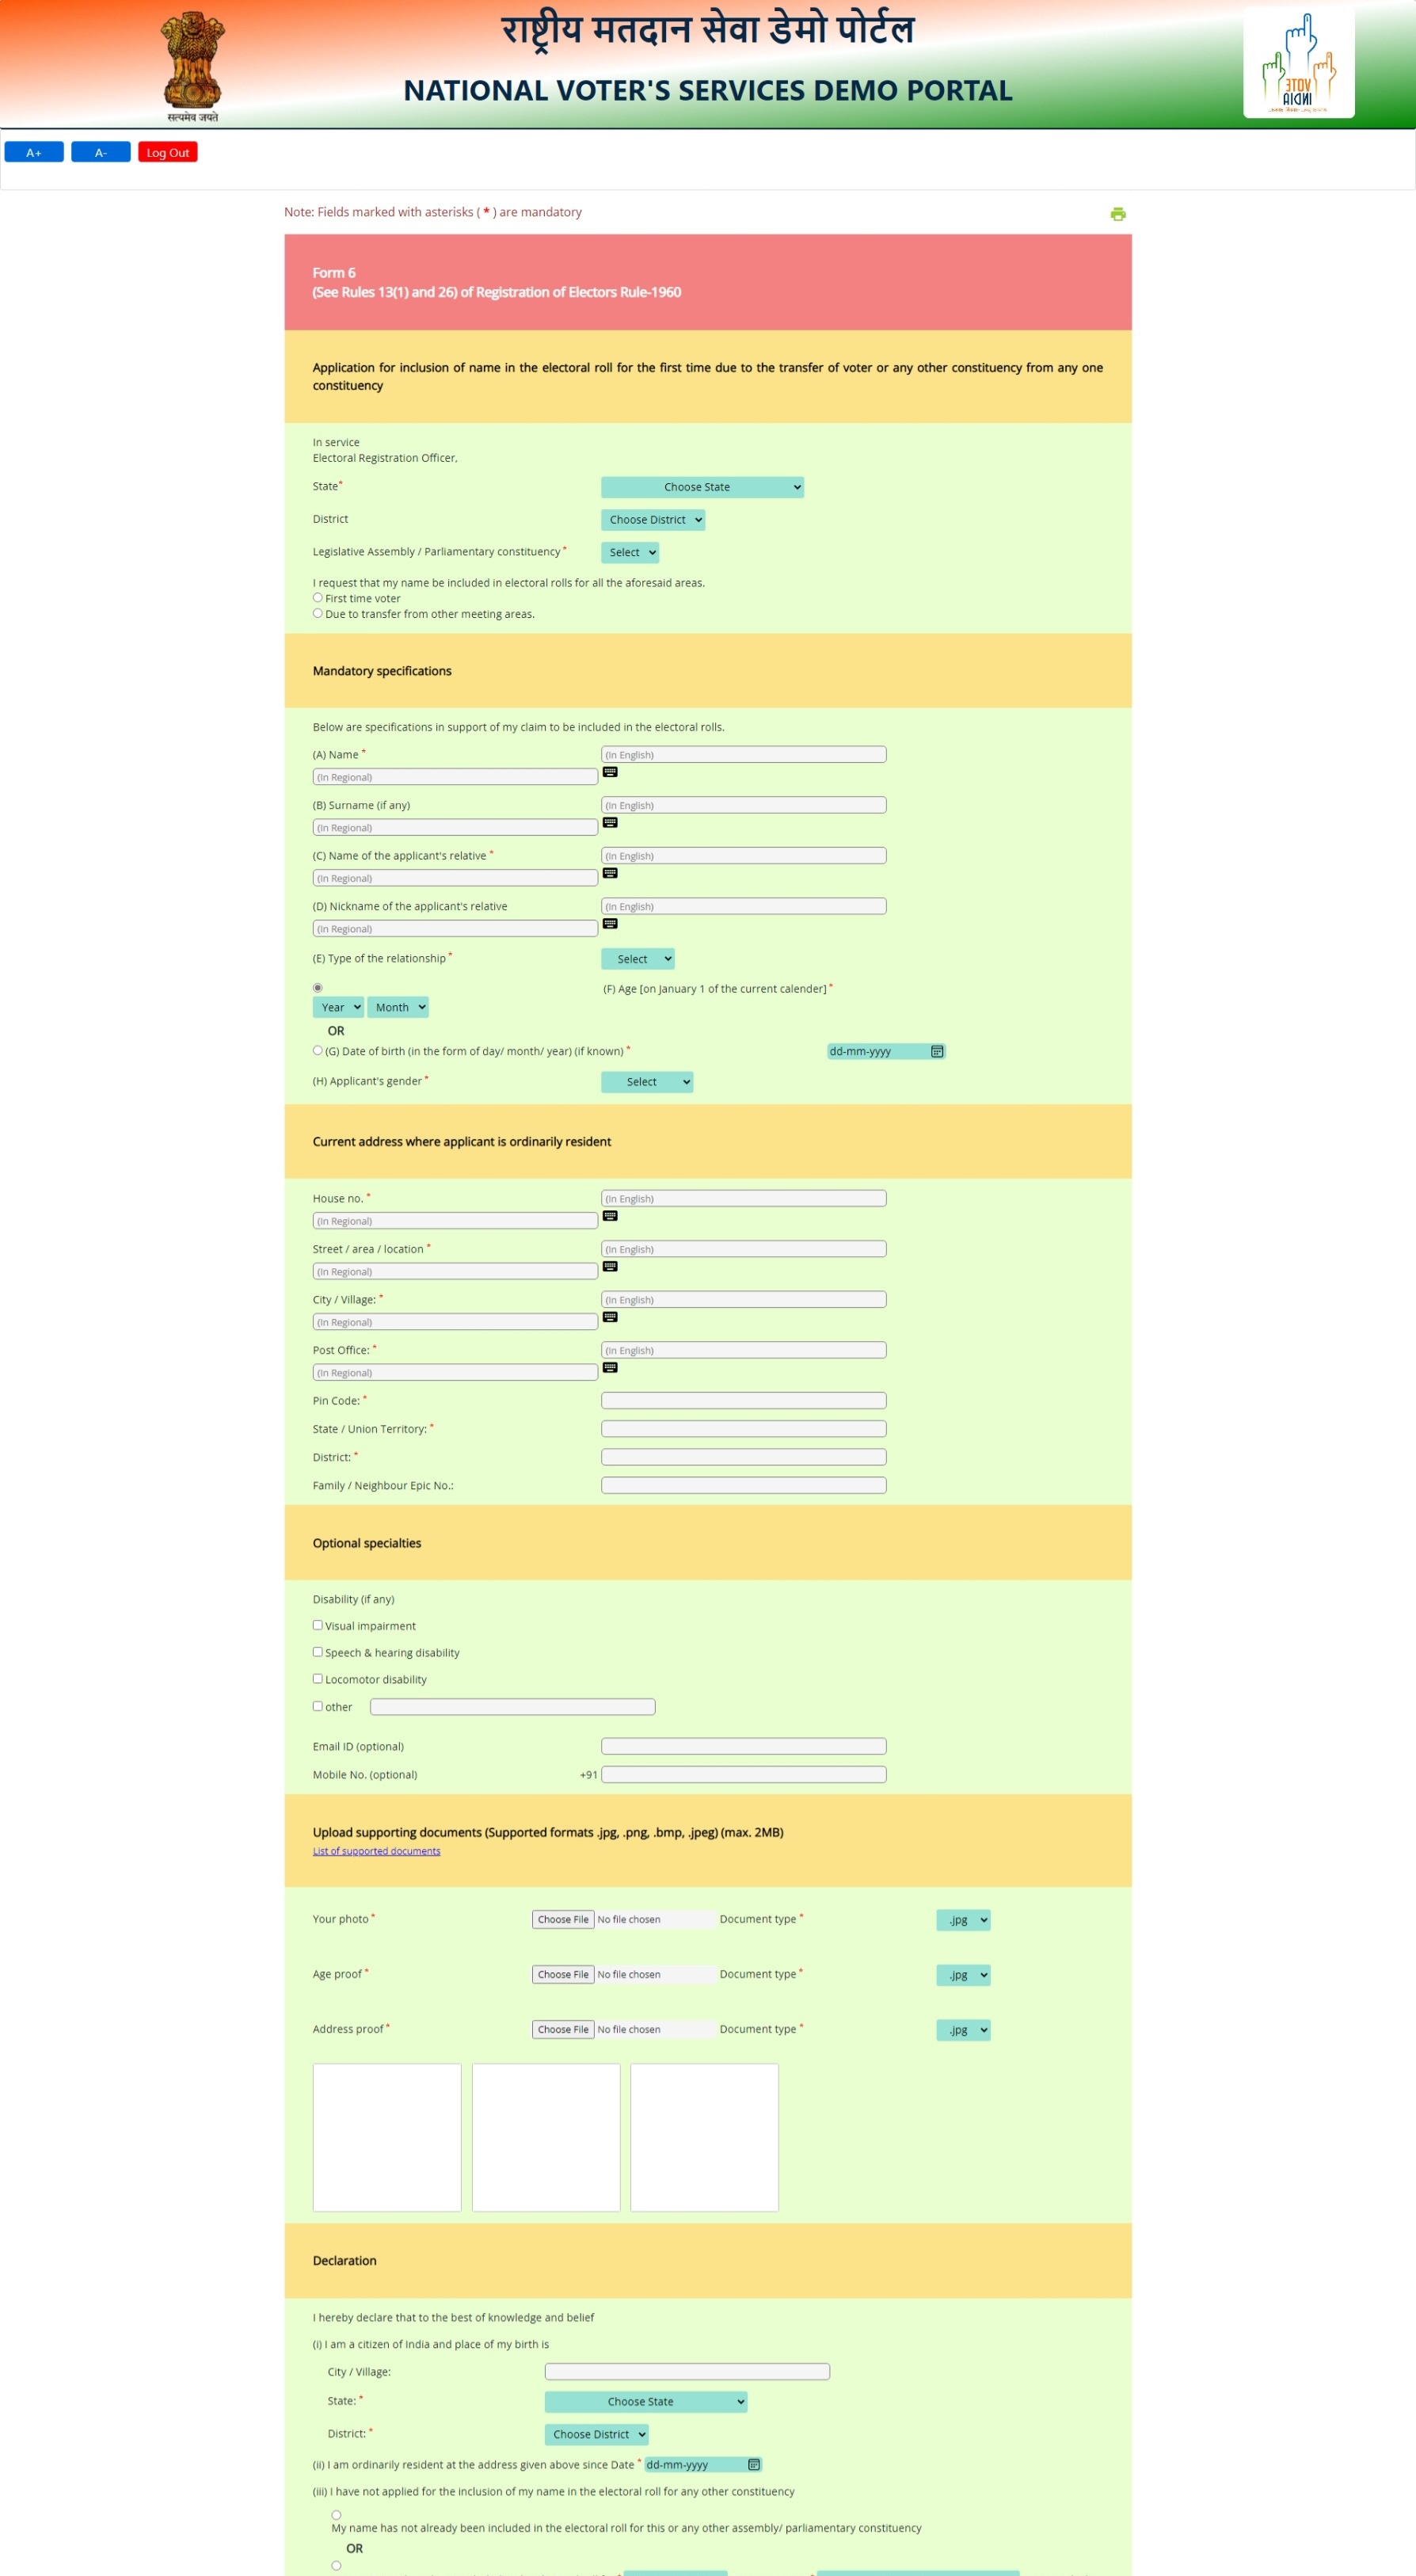 राष्ट्रीय मतदान सेवा डेमो पोर्टल
NATIONAL VOTER'S SERVICES DEMO PORTAL
सत्यमेव जयते
VOTE
INDIA
A+ A- Log Out
Note: Fields marked with asterisks ( * ) are mandatory
Form 6
(See Rules 13(1) and 26) of Registration of Electors Rule-1960
Application for inclusion of name in the electoral roll for the first time due to the transfer of voter or any other constituency from any one
constituency
In service
Electoral Registration Officer,
State* Choose State
District Choose District
Legislative Assembly / Parliamentary constituency * Select
I request that my name be included in electoral rolls for all the aforesaid areas.
First time voter
Due to transfer from other meeting areas.
Mandatory specifications
Below are specifications in support of my claim to be included in the electoral rolls.
(A) Name * (In English)
(In Regional)
(B) Surname (if any) (In English)
(In Regional)
(C) Name of the applicant's relative * (In English)
(In Regional)
(D) Nickname of the applicant's relative (In English)
(In Regional)
(E) Type of the relationship * Select
(F) Age [on January 1 of the current calender] *
Year Month
OR
(G) Date of birth (in the form of day/ month/ year) (if known) * dd-mm-yyyy
(H) Applicant's gender * Select
Current address where applicant is ordinarily resident
House no. * (In English)
(In Regional)
Street / area / location * (In English)
(In Regional)
City / Village: * (In English)
(In Regional)
Post Office: * (In English)
(In Regional)
Pin Code: *
State / Union Territory: *
District: *
Family / Neighbour Epic No.:
Optional specialties
Disability (if any)
Visual impairment
Speech & hearing disability
Locomotor disability
other
Email ID (optional)
Mobile No. (optional) +91
Upload supporting documents (Supported formats .jpg, .png, .bmp, .jpeg) (max. 2MB)
List of supported documents
Your photo * Choose File No file chosen Document type * .jpg
Age proof * Choose File No file chosen Document type * .jpg
Address proof * Choose File No file chosen Document type * .jpg
Declaration
I hereby declare that to the best of knowledge and belief
(i) I am a citizen of India and place of my birth is
City / Village:
State: * Choose State
District: * Choose District
(ii) I am ordinarily resident at the address given above since Date * dd-mm-yyyy
(iii) I have not applied for the inclusion of my name in the electoral roll for any other constituency
My name has not already been included in the electoral roll for this or any other assembly/ parliamentary constituency
OR